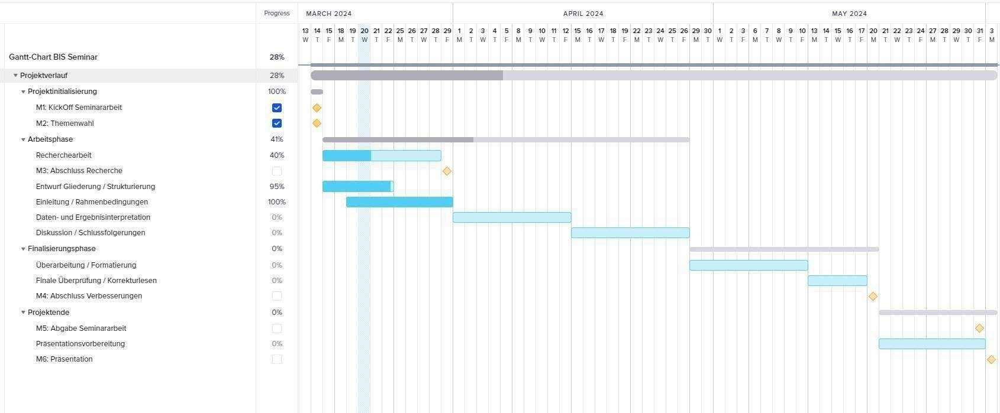 Progress MARCH 2024 APRIL 2024 MAY 2024
13 14 15 18 19 20 21 22 25 26 27 28 29 1 2 3 4 5 8 9 10 11 12 15 16 17 18 19 22 23 24 25 26 29 30 1 2 3 6 7 8 9 10 13 14 15 16 17 20 21 22 23 24 27 28 29 30 31 3
W T F M T W T F M T W T F M T W T F M T W T F M T W T F M T W T F M T W T F M T W T F M T W T F M T W T F M T W T F M
Gantt-Chart BIS Seminar 28%
Projektverlauf 28%
Projektinitialisierung 100%
M1: KickOff Seminararbeit
M2: Themenwahl
Arbeitsphase 41%
Recherchearbeit 40%
M3: Abschluss Recherche
Entwurf Gliederung / Strukturierung 95%
Einleitung / Rahmenbedingungen 100%
Daten- und Ergebnisinterpretation 0%
Diskussion / Schlussfolgerungen 0%
Finalisierungsphase 0%
Überarbeitung / Formatierung 0%
Finale Überprüfung / Korrekturlesen 0%
M4: Abschluss Verbesserungen
Projektende 0%
M5: Abgabe Seminararbeit
Präsentationsvorbereitung 0%
M6: Präsentation